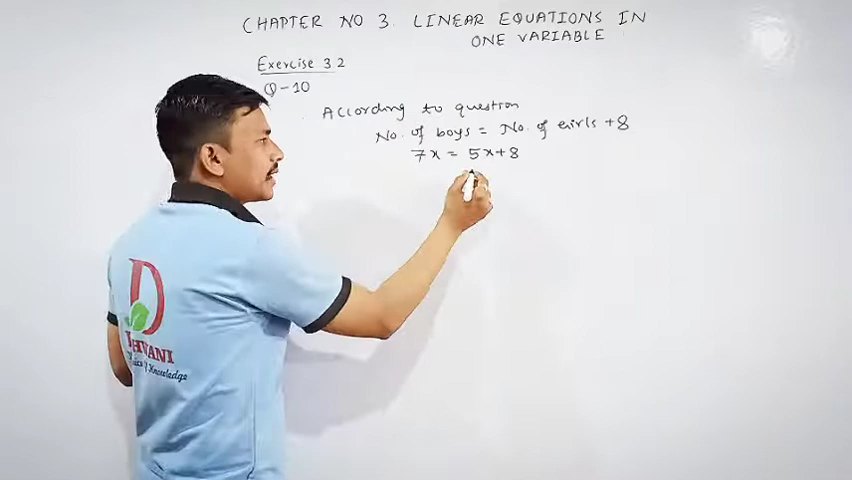 CHAPTER NO 3. LINEAR EQUATIONS IN
ONE VARIABLE
Exercise 3.2
Q-10
According to question
No. of boys = No. of girls +8
7x = 5x+8